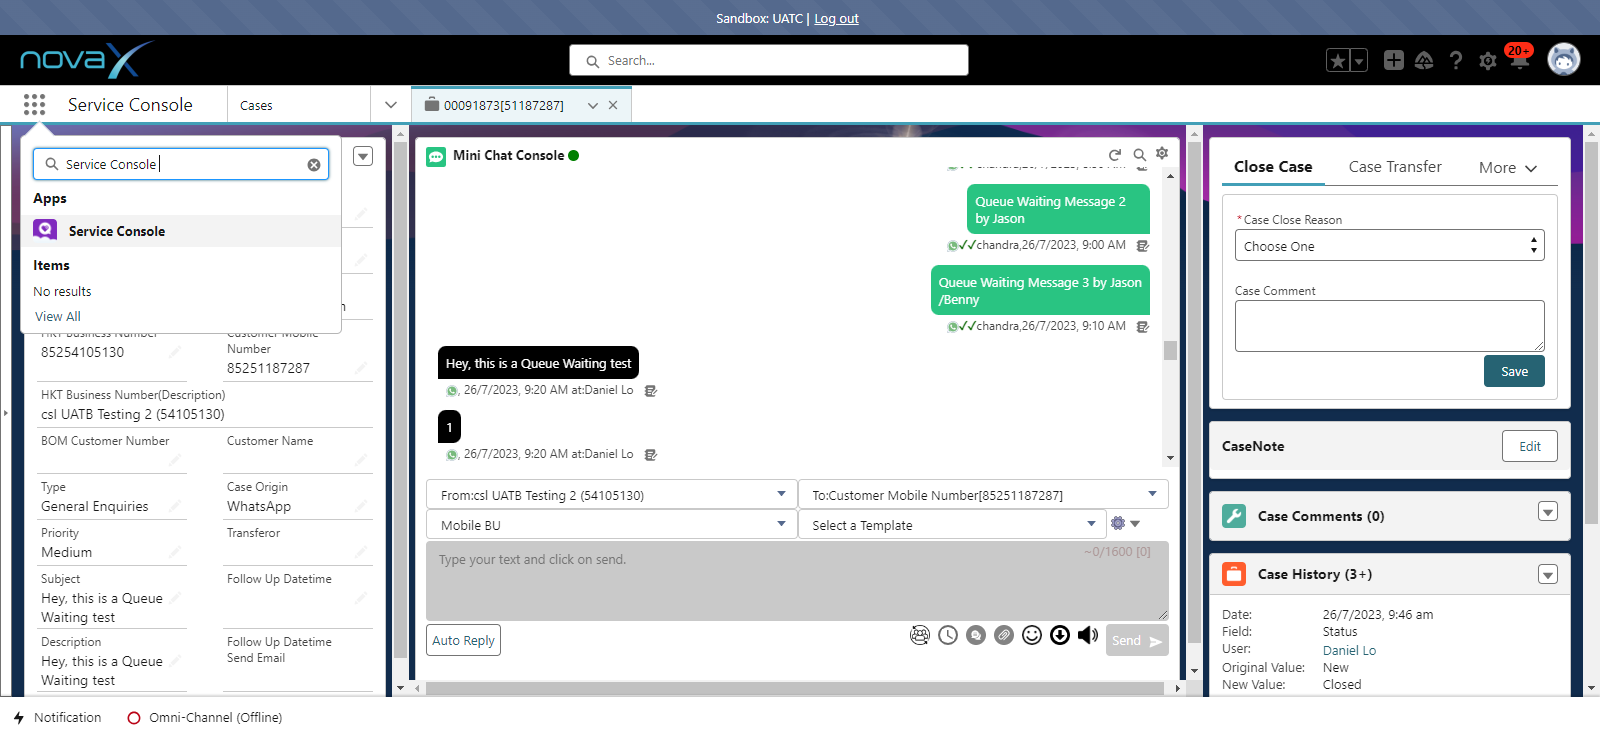 Sandbox: UATC | Log out
novaX
Search...
20+
Service Console
Cases
00091873[51187287]
Service Console
Apps
Service Console
Items
No results
View All
HKT Business Number
85254105130
Customer Mobile
Number
85251187287
HKT Business Number(Description)
csl UATB Testing 2 (54105130)
BOM Customer Number
Customer Name
Type
General Enquiries
Case Origin
WhatsApp
Priority
Medium
Transferor
Subject
Hey, this is a Queue
Waiting test
Follow Up Datetime
Description
Hey, this is a Queue
Waiting test
Follow Up Datetime
Send Email
Mini Chat Console
Queue Waiting Message 2
by Jason
chandra,26/7/2023, 9:00 AM
Queue Waiting Message 3 by Jason
/Benny
chandra,26/7/2023, 9:10 AM
Hey, this is a Queue Waiting test
, 26/7/2023, 9:20 AM at:Daniel Lo
1
, 26/7/2023, 9:20 AM at:Daniel Lo
From:csl UATB Testing 2 (54105130)
To:Customer Mobile Number[85251187287]
Mobile BU
Select a Template
Type your text and click on send.
~0/1600 [0]
Auto Reply
Send
Close Case
Case Transfer
More
*Case Close Reason
Choose One
Case Comment
Save
CaseNote
Edit
Case Comments (0)
Case History (3+)
Date: 26/7/2023, 9:46 am
Field: Status
User: Daniel Lo
Original Value: New
New Value: Closed
Notification
Omni-Channel (Offline)